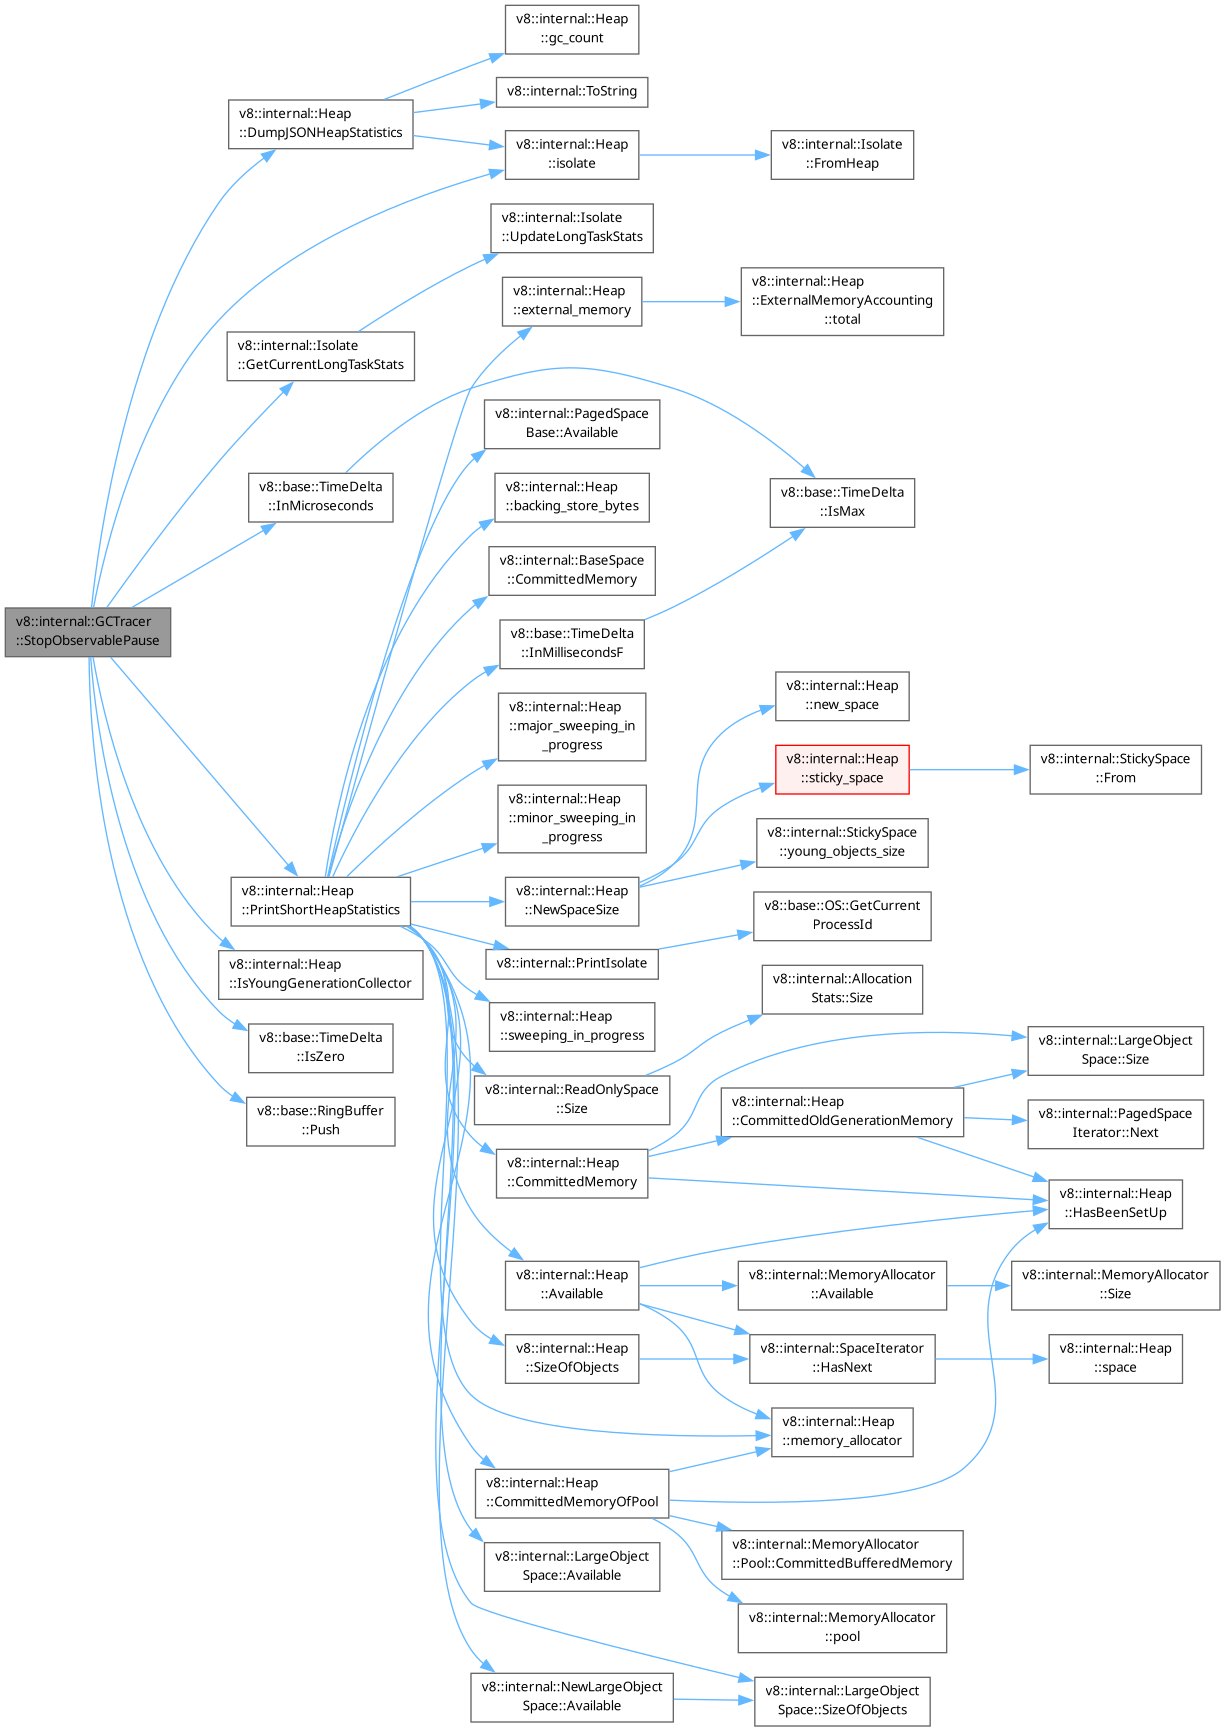 v8::internal::Heap
::gc_count
v8::internal::ToString
v8::internal::Heap
::DumpJSONHeapStatistics
v8::internal::Heap
::isolate
v8::internal::Isolate
::FromHeap
v8::internal::Isolate
::UpdateLongTaskStats
v8::internal::Heap
::external_memory
v8::internal::Heap
::ExternalMemoryAccounting
::total
v8::internal::Isolate
::GetCurrentLongTaskStats
v8::internal::PagedSpace
Base::Available
v8::base::TimeDelta
::InMicroseconds
v8::internal::Heap
::backing_store_bytes
v8::base::TimeDelta
::IsMax
v8::internal::BaseSpace
::CommittedMemory
v8::internal::GCTracer
::StopObservablePause
v8::base::TimeDelta
::InMillisecondsF
v8::internal::Heap
::major_sweeping_in
_progress
v8::internal::Heap
::new_space
v8::internal::Heap
::sticky_space
v8::internal::StickySpace
::From
v8::internal::Heap
::minor_sweeping_in
_progress
v8::internal::StickySpace
::young_objects_size
v8::internal::Heap
::PrintShortHeapStatistics
v8::internal::Heap
::NewSpaceSize
v8::base::OS::GetCurrent
ProcessId
v8::internal::PrintIsolate
v8::internal::Heap
::IsYoungGenerationCollector
v8::internal::Allocation
Stats::Size
v8::internal::Heap
::sweeping_in_progress
v8::base::TimeDelta
::IsZero
v8::internal::LargeObject
Space::Size
v8::internal::ReadOnlySpace
::Size
v8::internal::Heap
::CommittedOldGenerationMemory
v8::base::RingBuffer
::Push
v8::internal::PagedSpace
Iterator::Next
v8::internal::Heap
::CommittedMemory
v8::internal::Heap
::HasBeenSetUp
v8::internal::Heap
::Available
v8::internal::MemoryAllocator
::Available
v8::internal::MemoryAllocator
::Size
v8::internal::Heap
::SizeOfObjects
v8::internal::SpaceIterator
::HasNext
v8::internal::Heap
::space
v8::internal::Heap
::memory_allocator
v8::internal::Heap
::CommittedMemoryOfPool
v8::internal::MemoryAllocator
::Pool::CommittedBufferedMemory
v8::internal::LargeObject
Space::Available
v8::internal::MemoryAllocator
::pool
v8::internal::NewLargeObject
Space::Available
v8::internal::LargeObject
Space::SizeOfObjects